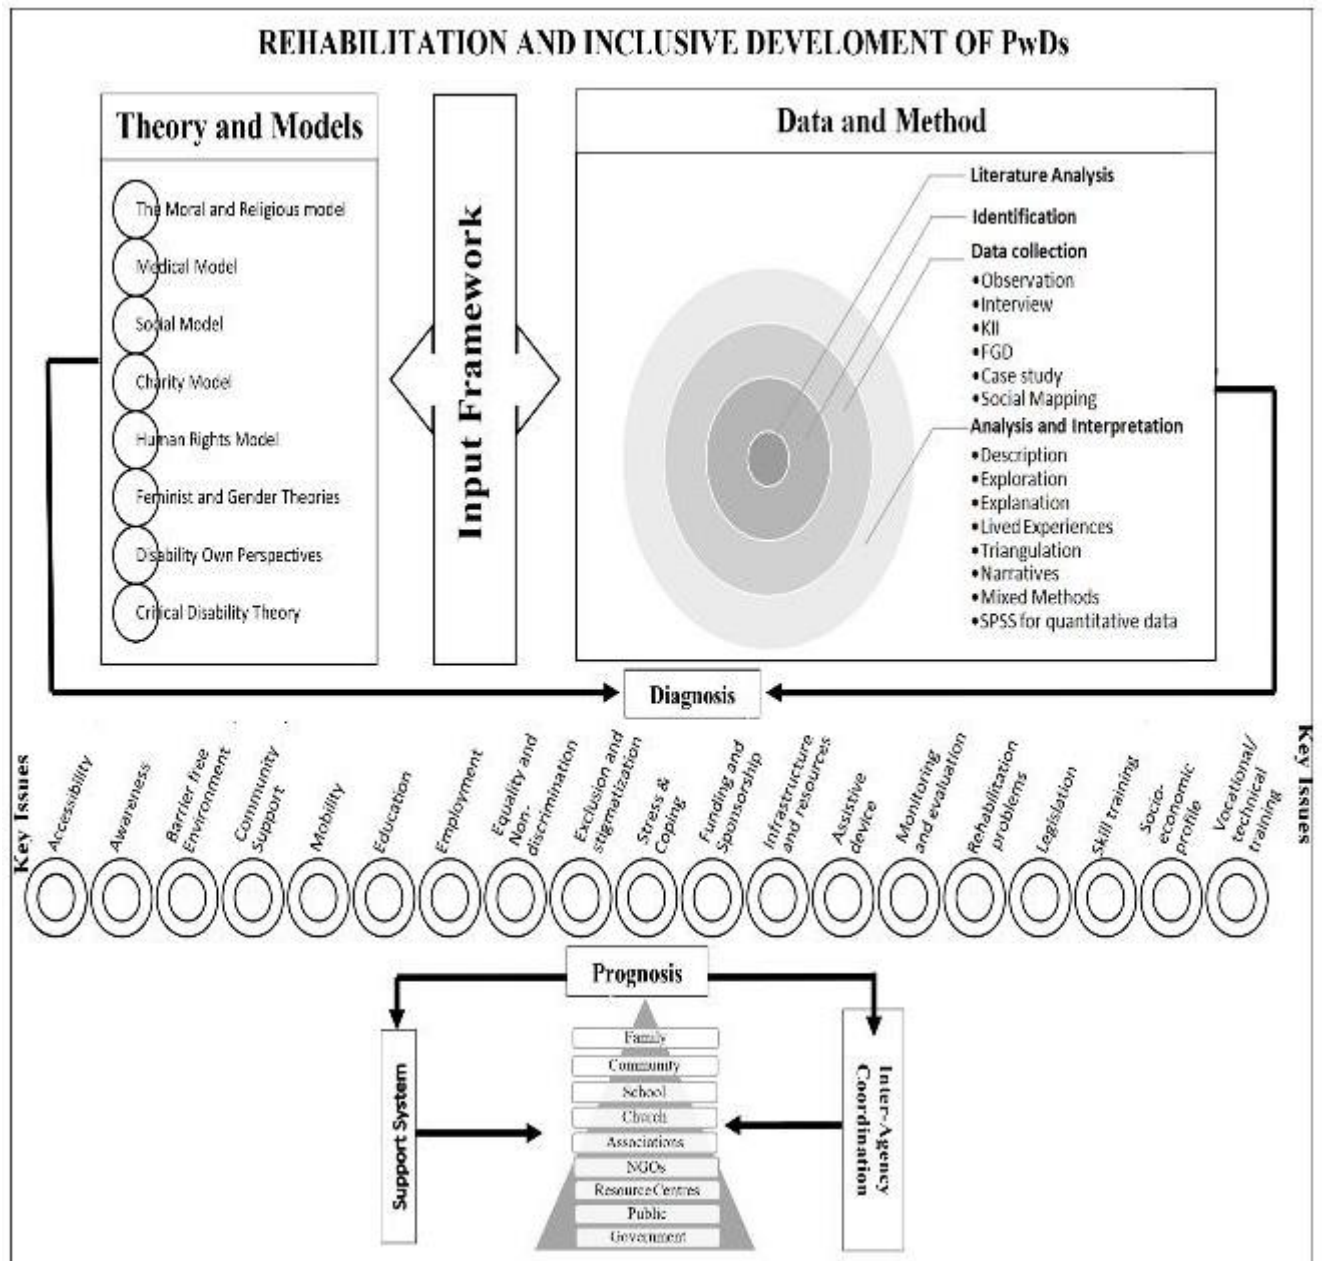 REHABILITATION AND INCLUSIVE DEVELOMENT OF PwDs
Theory and Models
The Moral and Religious model
Medical Model
Social Model
Charity Model
Human Rights Model
Feminist and Gender Theories
Disability Own Perspectives
Critical Disability Theory
Input Framework
Data and Method
Literature Analysis
Identification
Data collection
•Observation
•Interview
•KII
•FGD
•Case study
•Social Mapping
Analysis and Interpretation
•Description
•Exploration
•Explanation
•Lived Experiences
•Triangulation
•Narratives
•Mixed Methods
•SPSS for quantitative data
Diagnosis
Key Issues
Accessibility
Awareness
Barrier free
Environment
Community
Support
Mobility
Education
Employment
Equality and
Non-
discrimination
Exclusion and
stigmatization
Stress &
Coping
Funding and
Sponsorship
Infrastructure
and resources
Assistive
device
Monitoring
and evaluation
Rehabilitation
problems
Legislation
Skill training
Socio-
economic
profile
Vocational/
technical
training
Key Issues
Prognosis
Support System
Family
Community
School
Church
Associations
NGOs
Resource Centres
Public
Government
Inter-Agency
Coordination